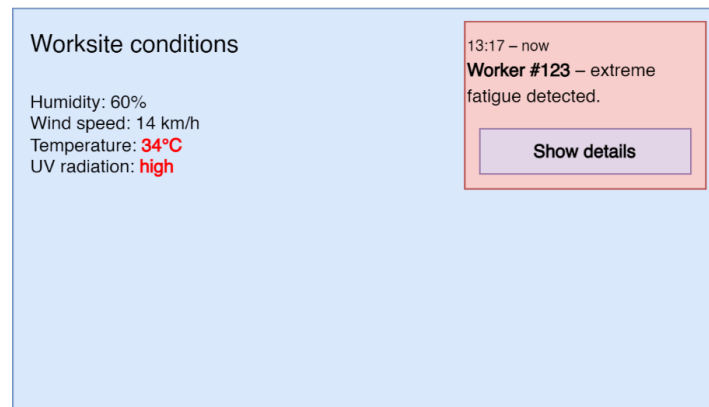 Worksite conditions
Humidity: 60%
Wind speed: 14 km/h
Temperature: 34°C
UV radiation: high
13:17 – now
Worker #123 – extreme
fatigue detected.
Show details